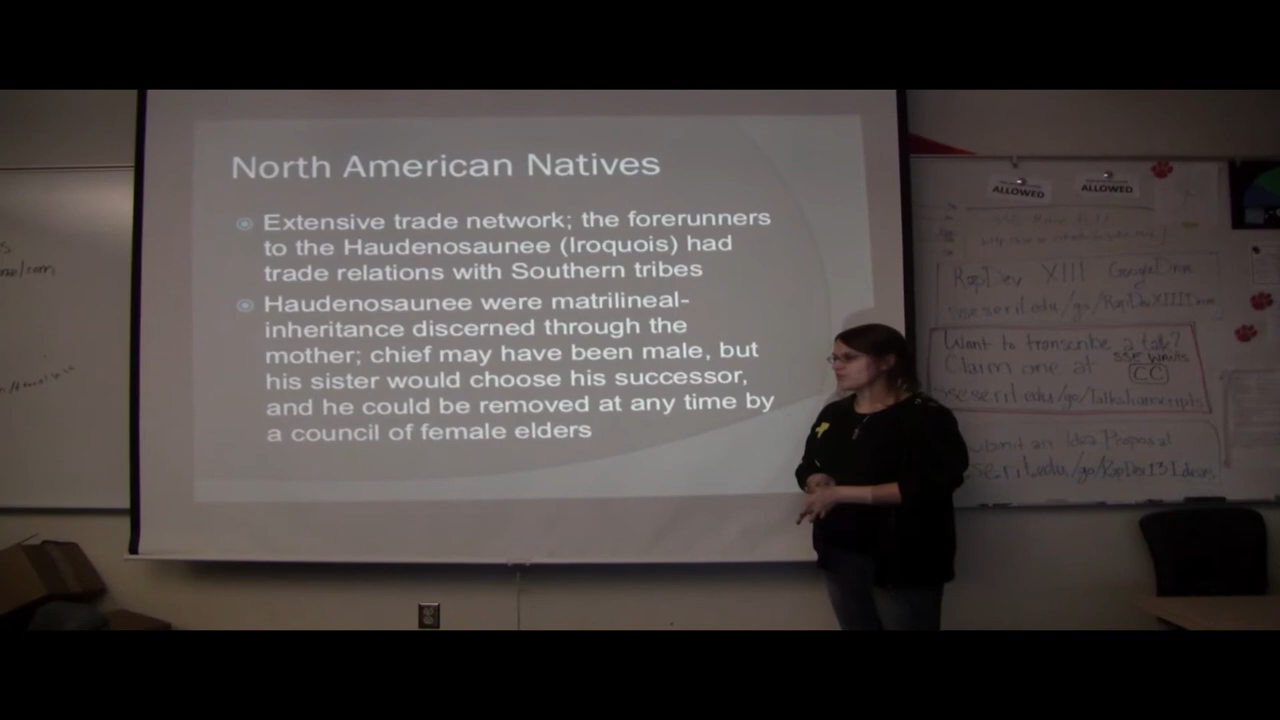 North American Natives
Extensive trade network; the forerunners
to the Haudenosaunee (Iroquois) had
trade relations with Southern tribes
Haudenosaunee were matrilineal-
inheritance discerned through the
mother; chief may have been male, but
his sister would choose his successor,
and he could be removed at any time by
a council of female elders
ALLOWED
ALLOWED
RapDev XIII
Want to transcribe a talk?
Claim one at
CC
Submit an Idea Proposal